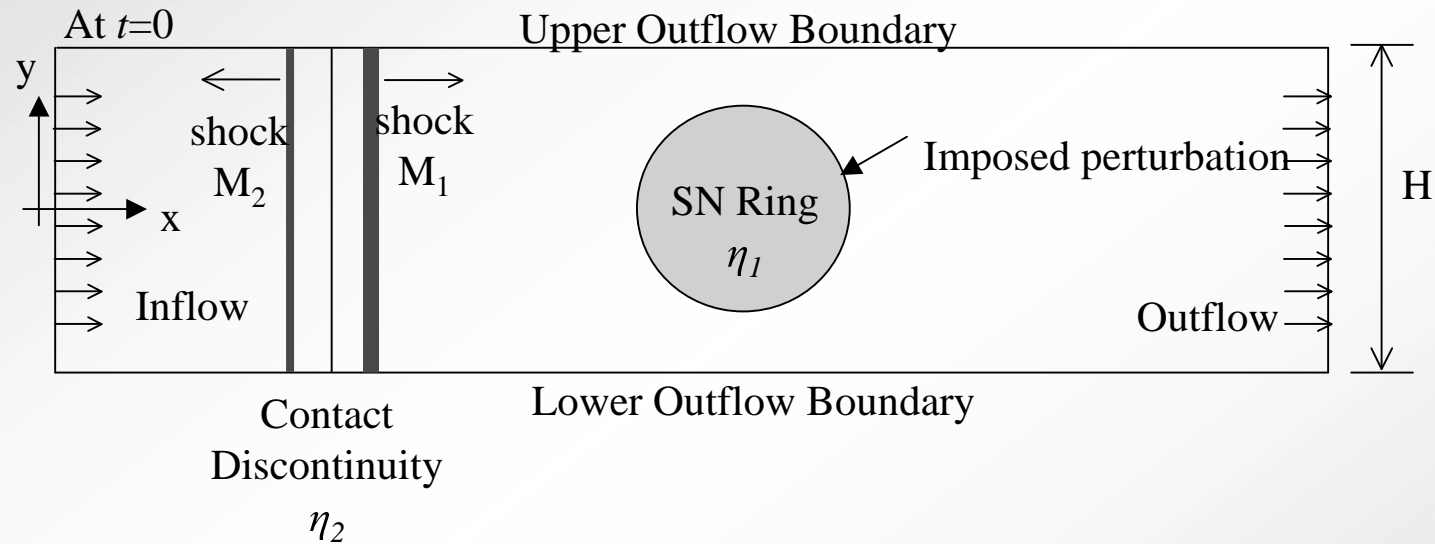 At t=0
Upper Outflow Boundary
y
x
shock
M₂
shock
M₁
Imposed perturbation
SN Ring
η₁
H
Inflow
Outflow
Contact
Discontinuity
η₂
Lower Outflow Boundary